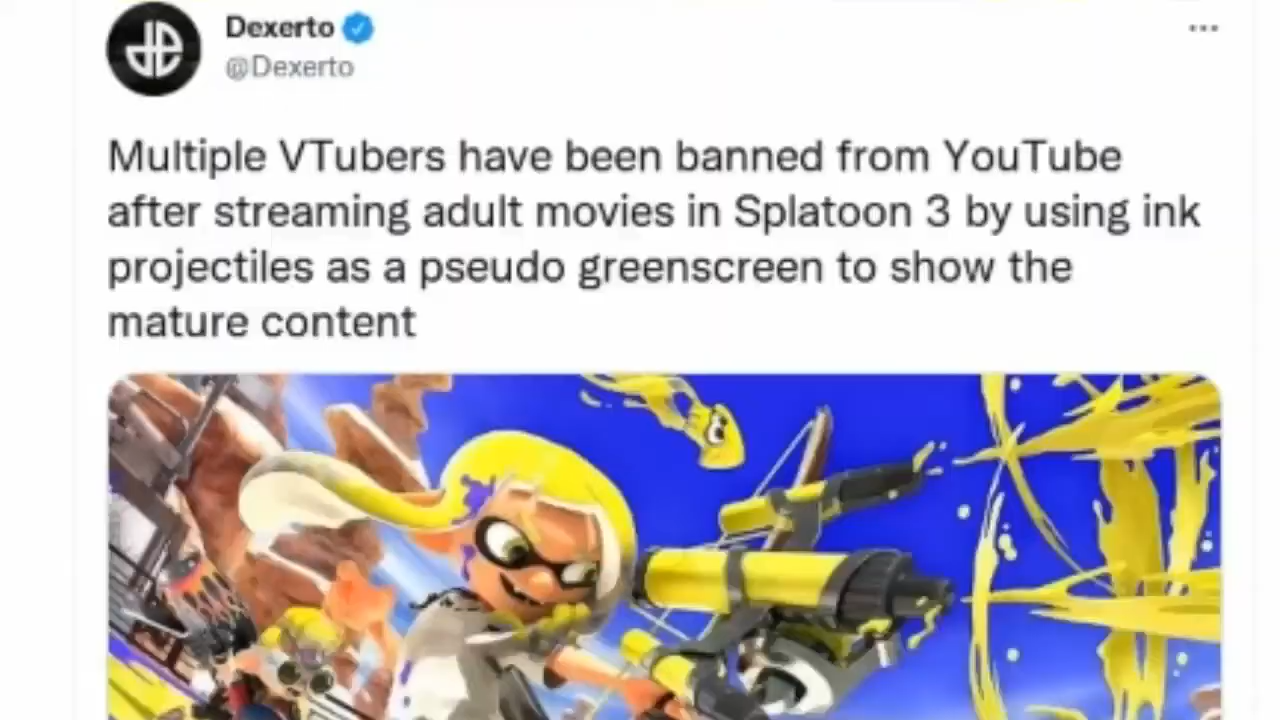 Dexerto
@Dexerto
Multiple VTubers have been banned from YouTube
after streaming adult movies in Splatoon 3 by using ink
projectiles as a pseudo greenscreen to show the
mature content